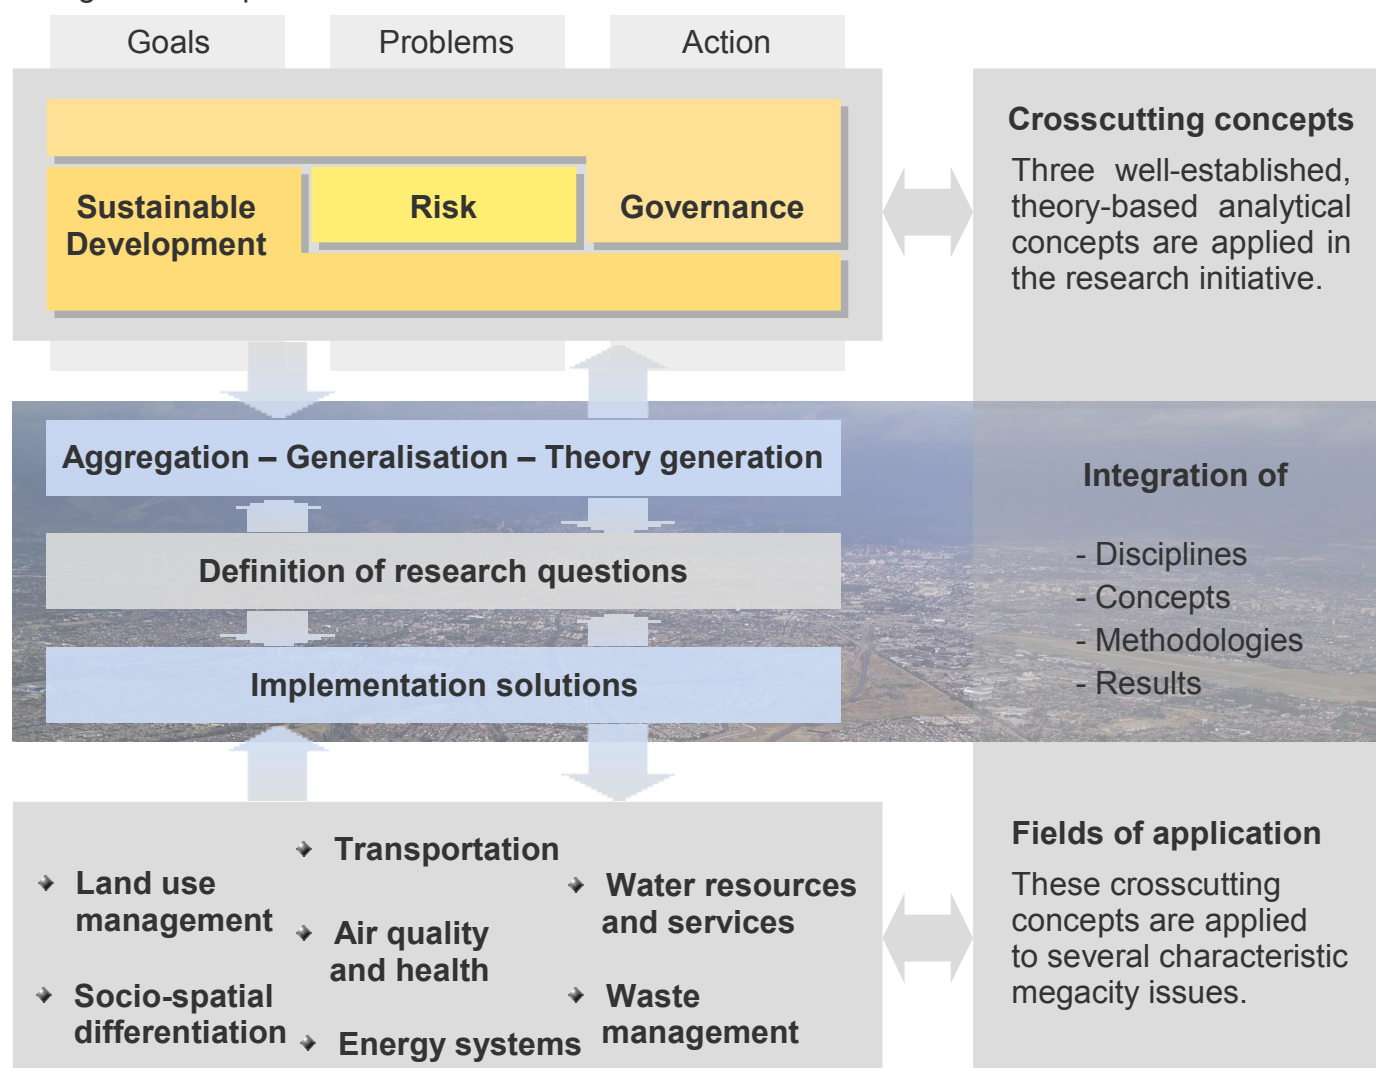 Goals Problems Action
Sustainable
Development
Risk
Governance
Crosscutting concepts
Three well-established,
theory-based analytical
concepts are applied in
the research initiative.
Aggregation – Generalisation – Theory generation
Definition of research questions
Implementation solutions
Integration of
- Disciplines
- Concepts
- Methodologies
- Results
Land use
management
Socio-spatial
differentiation
Transportation
Air quality
and health
Energy systems
Water resources
and services
Waste
management
Fields of application
These crosscutting
concepts are applied
to several characteristic
megacity issues.